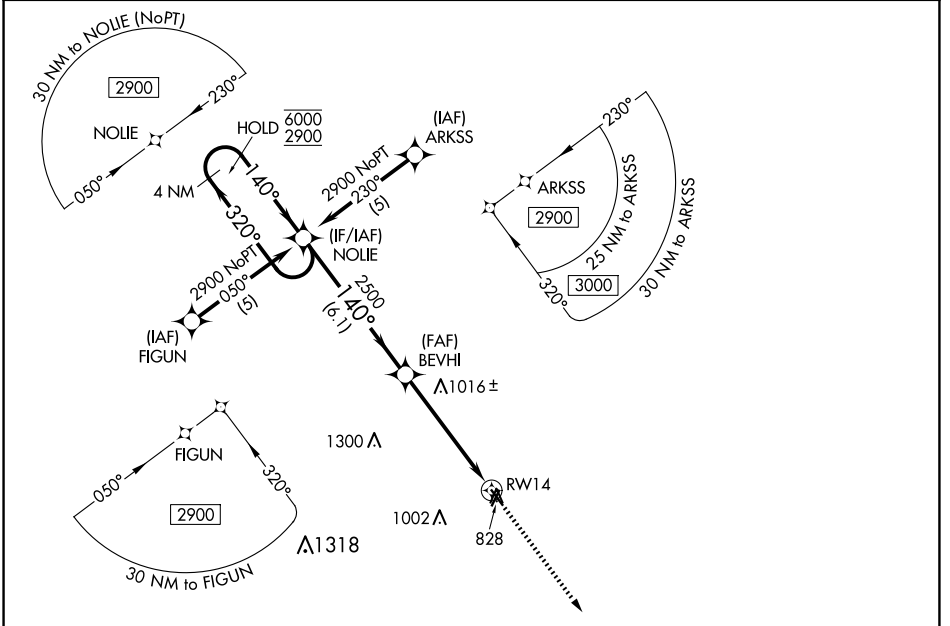 30 NM to NOLIE (NoPT)
2900
230°
NOLIE
050°
HOLD 6000
2900
(IAF)
ARKSS
4 NM
140°
320°
2900 NoPT
230°
(5)
(IF/IAF)
NOLIE
2900 NoPT
050°
(5)
(IAF)
FIGUN
2500
140°
(6.1)
(FAF)
BEVHI
1016 ±
1300
RW14
1002
828
1318
230°
ARKSS
2900
25 NM to ARKSS
3000
30 NM to ARKSS
320°
FIGUN
050°
320°
2900
30 NM to FIGUN